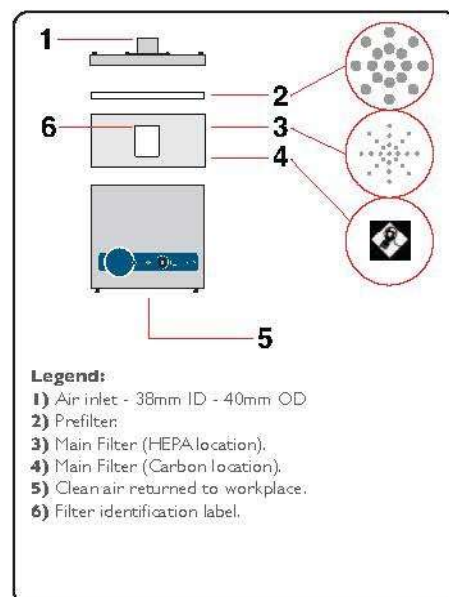 1
2
6
3
4
5
Legend:
1) Air inlet - 38mm ID - 40mm OD
2) Prefilter.
3) Main Filter (HEPA location).
4) Main Filter (Carbon location).
5) Clean air returned to workplace.
6) Filter identification label.